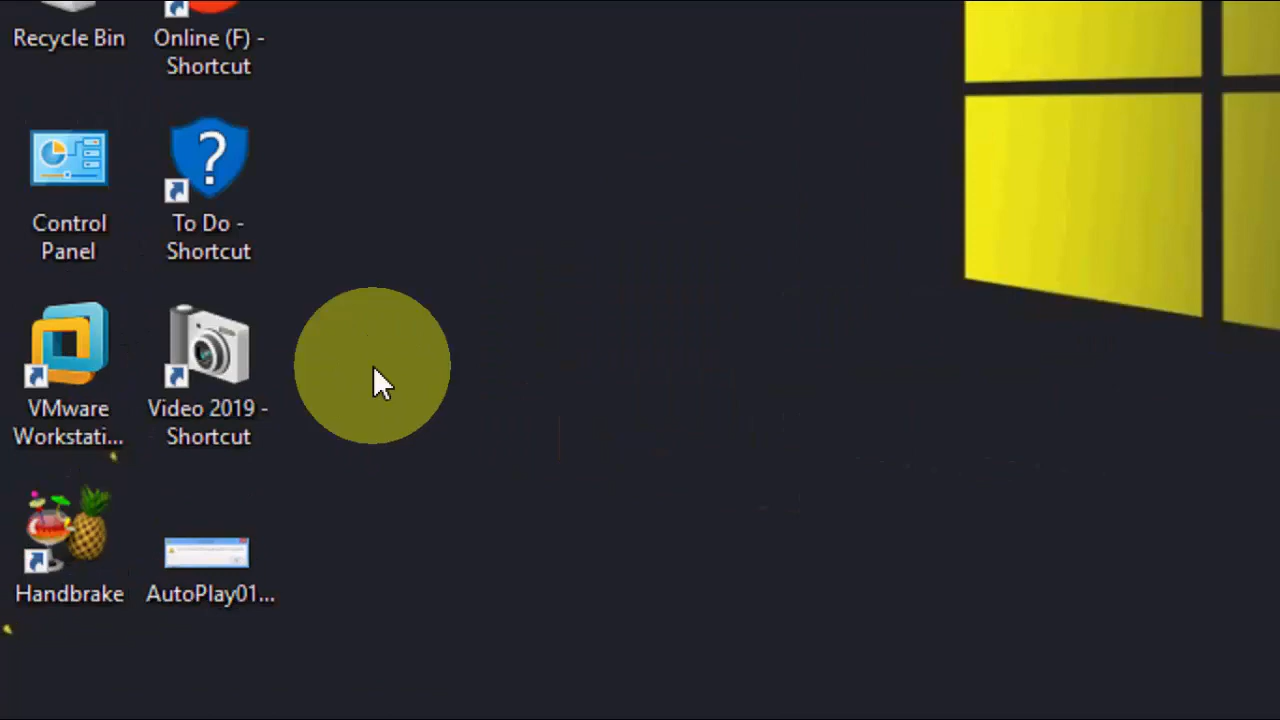 Recycle Bin
Online (F) -
Shortcut
Control
Panel
To Do -
Shortcut
VMware
Workstati...
Video 2019 -
Shortcut
Handbrake
AutoPlay01...